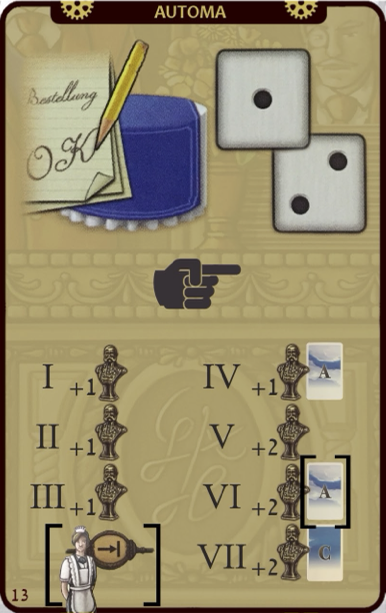 AUTOMA
Bestellung
OK
I +1
IV +1 A
II +1
V +2
III +1
VI +2 A
VII +2 C
13